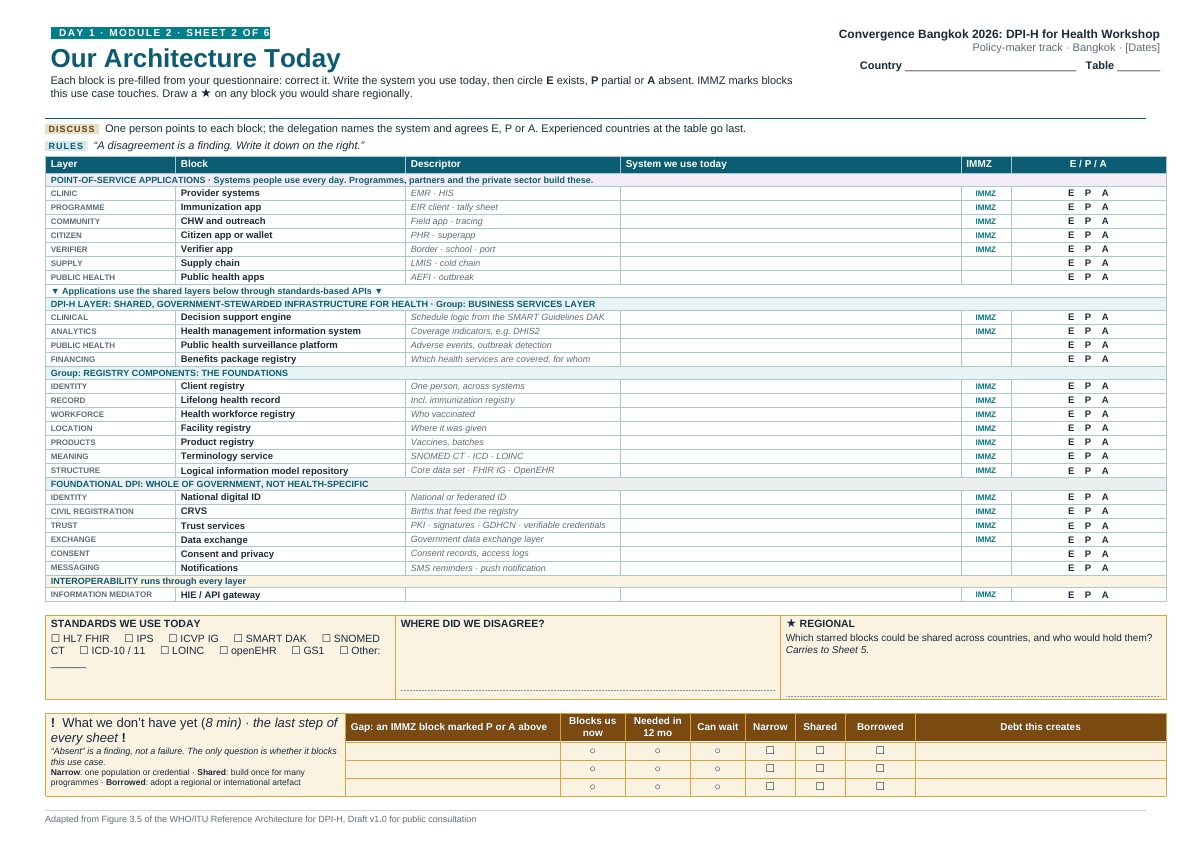 DAY 1 · MODULE 2 · SHEET 2 OF 6
Our Architecture Today
Each block is pre-filled from your questionnaire: correct it. Write the system you use today, then circle E exists, P partial or A absent. IMMZ marks blocks
this use case touches. Draw a ★ on any block you would share regionally.
Convergence Bangkok 2026: DPI-H for Health Workshop
Policy-maker track · Bangkok · [Dates]
Country ____________________________ Table _______
DISCUSS One person points to each block; the delegation names the system and agrees E, P or A. Experienced countries at the table go last.
RULES “A disagreement is a finding. Write it down on the right.”
Layer Block Descriptor System we use today IMMZ E / P / A
POINT-OF-SERVICE APPLICATIONS · Systems people use every day. Programmes, partners and the private sector build these.
CLINIC Provider systems EMR · HIS IMMZ E P A
PROGRAMME Immunization app EIR client · tally sheet IMMZ E P A
COMMUNITY CHW and outreach Field app · tracing IMMZ E P A
CITIZEN Citizen app or wallet PHR · superapp IMMZ E P A
VERIFIER Verifier app Border · school · port IMMZ E P A
SUPPLY Supply chain LMIS · cold chain E P A
PUBLIC HEALTH Public health apps AEFI · outbreak E P A
▼ Applications use the shared layers below through standards-based APIs ▼
DPI-H LAYER: SHARED, GOVERNMENT-STEWARDED INFRASTRUCTURE FOR HEALTH · Group: BUSINESS SERVICES LAYER
CLINICAL Decision support engine Schedule logic from the SMART Guidelines DAK IMMZ E P A
ANALYTICS Health management information system Coverage indicators, e.g. DHIS2 IMMZ E P A
PUBLIC HEALTH Public health surveillance platform Adverse events, outbreak detection E P A
FINANCING Benefits package registry Which health services are covered, for whom E P A
Group: REGISTRY COMPONENTS: THE FOUNDATIONS
IDENTITY Client registry One person, across systems IMMZ E P A
RECORD Lifelong health record Incl. immunization registry IMMZ E P A
WORKFORCE Health workforce registry Who vaccinated IMMZ E P A
LOCATION Facility registry Where it was given IMMZ E P A
PRODUCTS Product registry Vaccines, batches IMMZ E P A
MEANING Terminology service SNOMED CT · ICD · LOINC IMMZ E P A
STRUCTURE Logical information model repository Core data set · FHIR IG · OpenEHR IMMZ E P A
FOUNDATIONAL DPI: WHOLE OF GOVERNMENT, NOT HEALTH-SPECIFIC
IDENTITY National digital ID National or federated ID IMMZ E P A
CIVIL REGISTRATION CRVS Births that feed the registry IMMZ E P A
TRUST Trust services PKI · signatures · GDHCN · verifiable credentials IMMZ E P A
EXCHANGE Data exchange Government data exchange layer IMMZ E P A
CONSENT Consent and privacy Consent records, access logs E P A
MESSAGING Notifications SMS reminders · push notification E P A
INTEROPERABILITY runs through every layer
INFORMATION MEDIATOR HIE / API gateway IMMZ E P A
STANDARDS WE USE TODAY
☐ HL7 FHIR ☐ IPS ☐ ICVP IG ☐ SMART DAK ☐ SNOMED
CT ☐ ICD-10 / 11 ☐ LOINC ☐ openEHR ☐ GS1 ☐ Other:
______
WHERE DID WE DISAGREE?
★ REGIONAL
Which starred blocks could be shared across countries, and who would hold them?
Carries to Sheet 5.
! What we don’t have yet (8 min) · the last step of
every sheet !
“Absent” is a finding, not a failure. The only question is whether it blocks
this use case.
Narrow: one population or credential · Shared: build once for many
programmes · Borrowed: adopt a regional or international artefact
Gap: an IMMZ block marked P or A above Blocks us now Needed in 12 mo Can wait Narrow Shared Borrowed Debt this creates
○ ○ ○ ☐ ☐ ☐
○ ○ ○ ☐ ☐ ☐
○ ○ ○ ☐ ☐ ☐
Adapted from Figure 3.5 of the WHO/ITU Reference Architecture for DPI-H, Draft v1.0 for public consultation